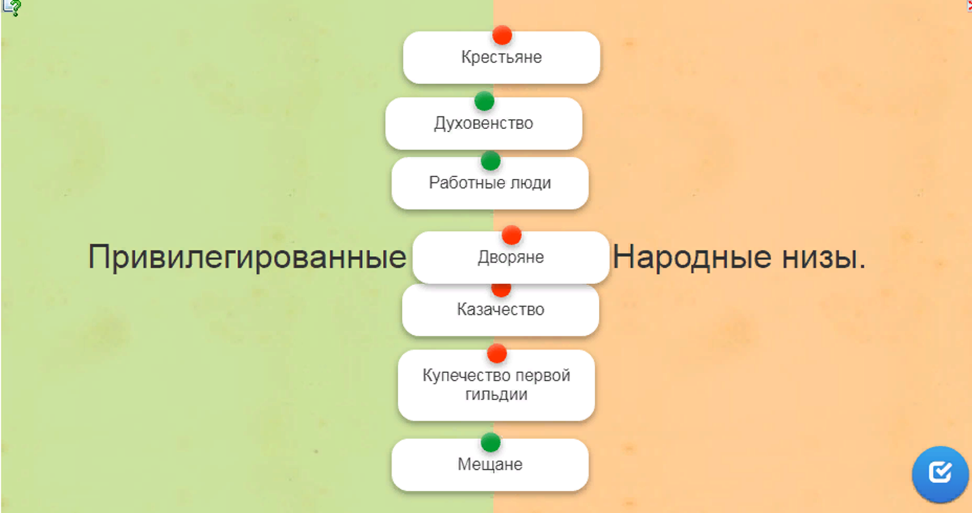 Крестьяне
Духовенство
Работные люди
Привилегированные
Дворяне
Народные низы.
Казачество
Купечество первой
гильдии
Мещане